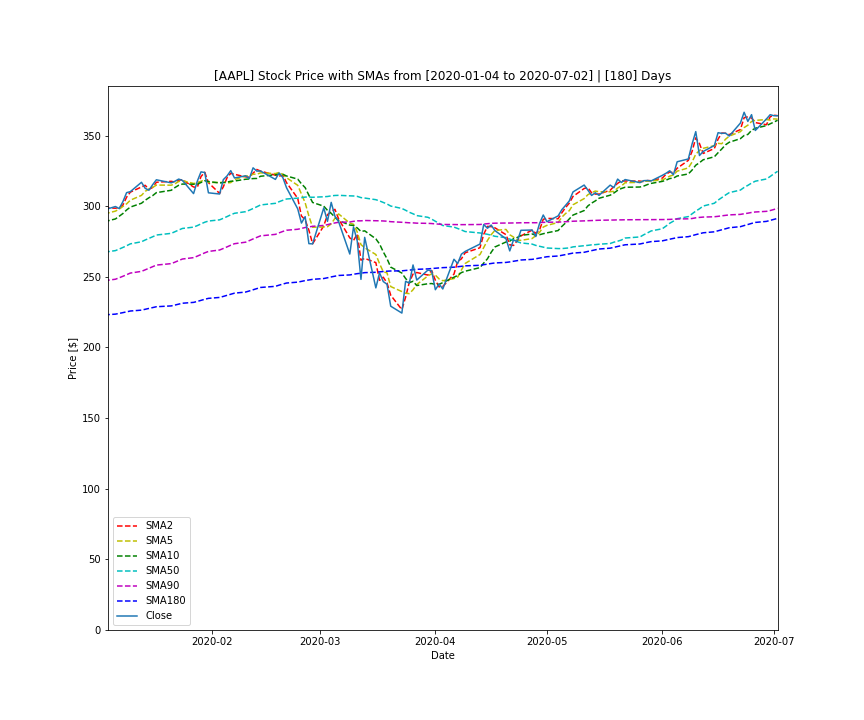 [AAPL] Stock Price with SMAs from [2020-01-04 to 2020-07-02] | [180] Days
350
300
250
200
150
100
50
0
Price [$]
SMA2
SMA5
SMA10
SMA50
SMA90
SMA180
Close
2020-02
2020-03
2020-04
2020-05
2020-06
2020-07
Date